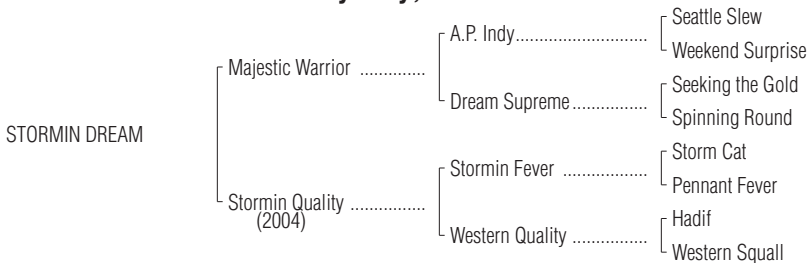 Seattle Slew
A.P. Indy..............................
Weekend Surprise
Majestic Warrior ..............
Seeking the Gold
Dream Supreme................
Spinning Round
STORMIN DREAM
Storm Cat
Stormin Fever ..................
Pennant Fever
Stormin Quality ................
(2004)
Hadif
Western Quality ................
Western Squall